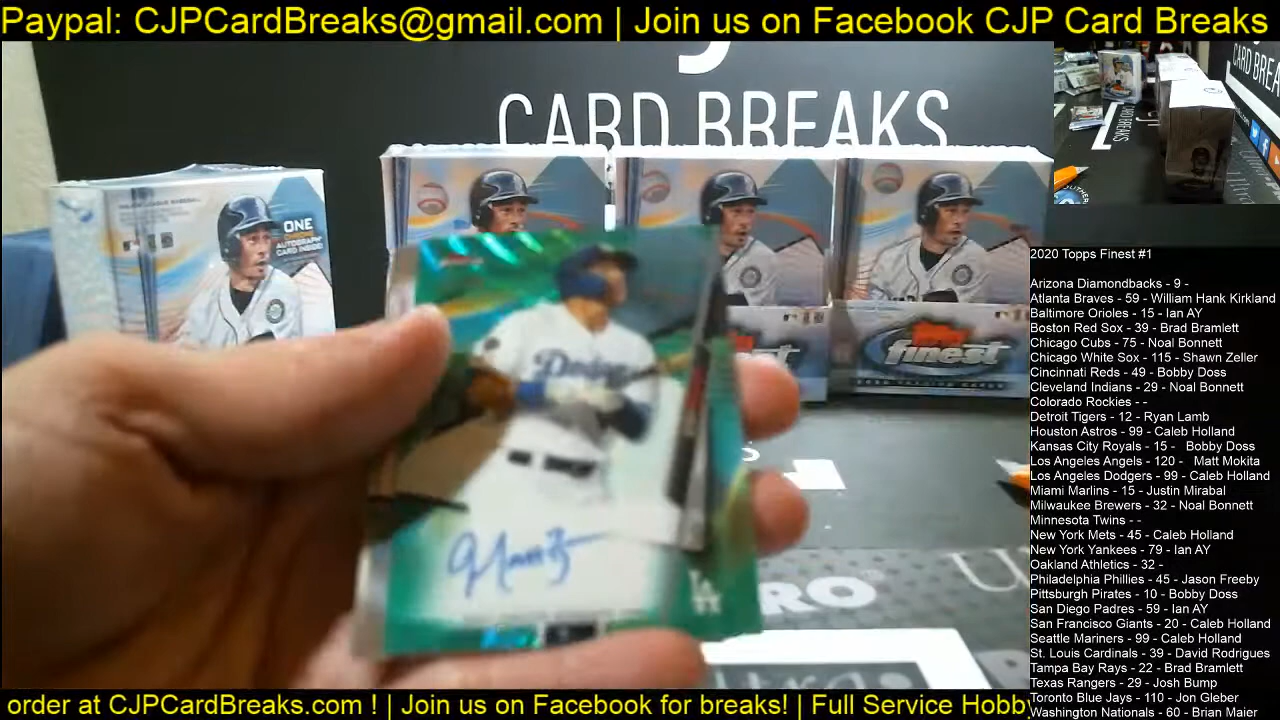 Paypal: CJPCardBreaks@gmail.com | Join us on Facebook CJP Card Breaks
CARD BREAKS
CARD BREA
BREAKS
ONE
CHROME
AUTOGRAPH
CARD INSIDE!
Dodgers
LA
Topps
finest
2020 Topps Finest #1
Arizona Diamondbacks - 9 -
Atlanta Braves - 59 - William Hank Kirkland
Baltimore Orioles - 15 - Ian AY
Boston Red Sox - 39 - Brad Bramlett
Chicago Cubs - 75 - Noal Bonnett
Chicago White Sox - 115 - Shawn Zeller
Cincinnati Reds - 49 - Bobby Doss
Cleveland Indians - 29 - Noal Bonnett
Colorado Rockies - -
Detroit Tigers - 12 - Ryan Lamb
Houston Astros - 99 - Caleb Holland
Kansas City Royals - 15 - Bobby Doss
Los Angeles Angels - 120 - Matt Mokita
Los Angeles Dodgers - 99 - Caleb Holland
Miami Marlins - 15 - Justin Mirabal
Milwaukee Brewers - 32 - Noal Bonnett
Minnesota Twins - -
New York Mets - 45 - Caleb Holland
New York Yankees - 79 - Ian AY
Oakland Athletics - 32 -
Philadelphia Phillies - 45 - Jason Freeby
Pittsburgh Pirates - 10 - Bobby Doss
San Diego Padres - 59 - Ian AY
San Francisco Giants - 20 - Caleb Holland
Seattle Mariners - 99 - Caleb Holland
St. Louis Cardinals - 39 - David Rodrigues
Tampa Bay Rays - 22 - Brad Bramlett
Texas Rangers - 29 - Josh Bump
Toronto Blue Jays - 110 - Jon Gleber
Washington Nationals - 60 - Brian Maier
order at CJPCardBreaks.com ! | Join us on Facebook for breaks! | Full Service Hobby